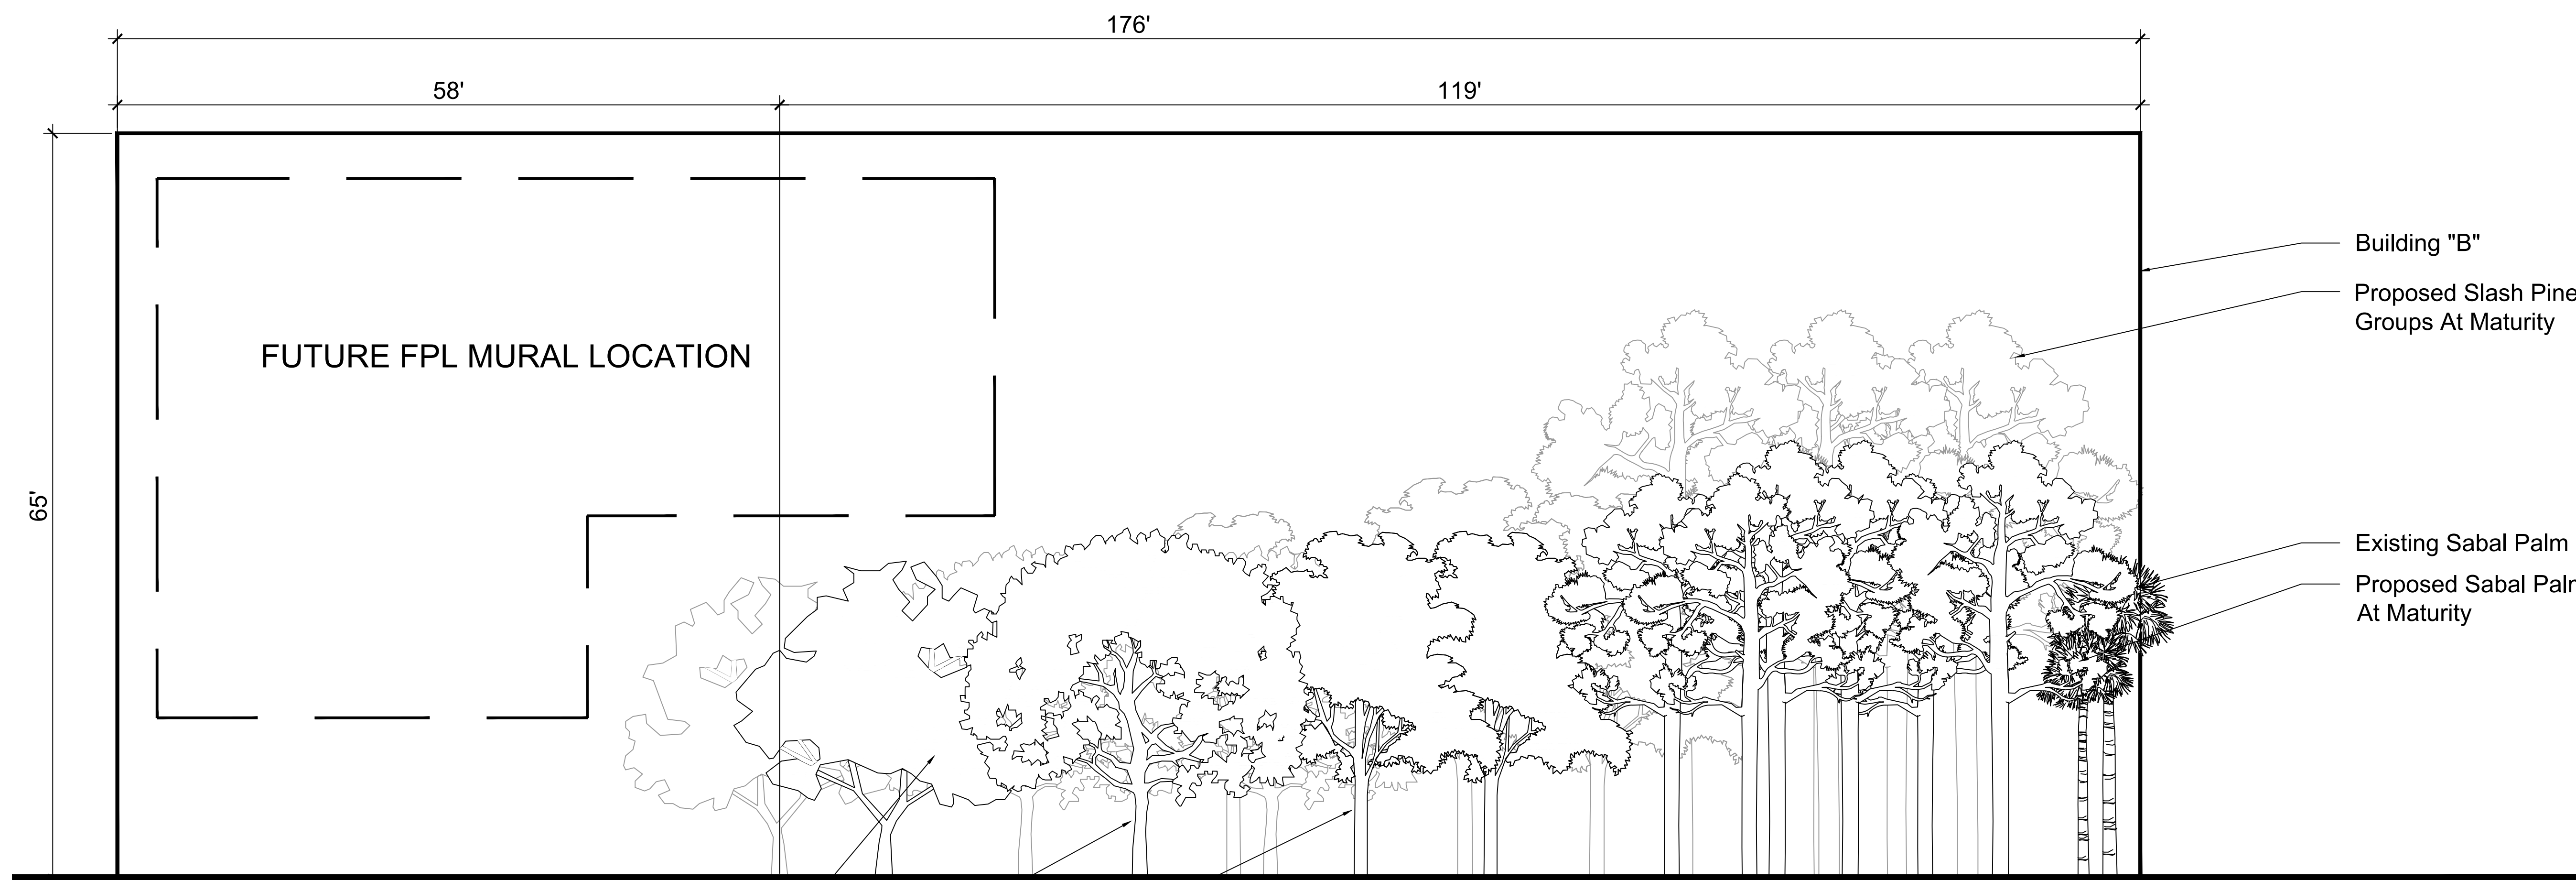 176'
58'
119'
65'
FUTURE FPL MURAL LOCATION
Building "B"
Proposed Slash Pine
Groups At Maturity
Existing Sabal Palm
Proposed Sabal
At Maturity